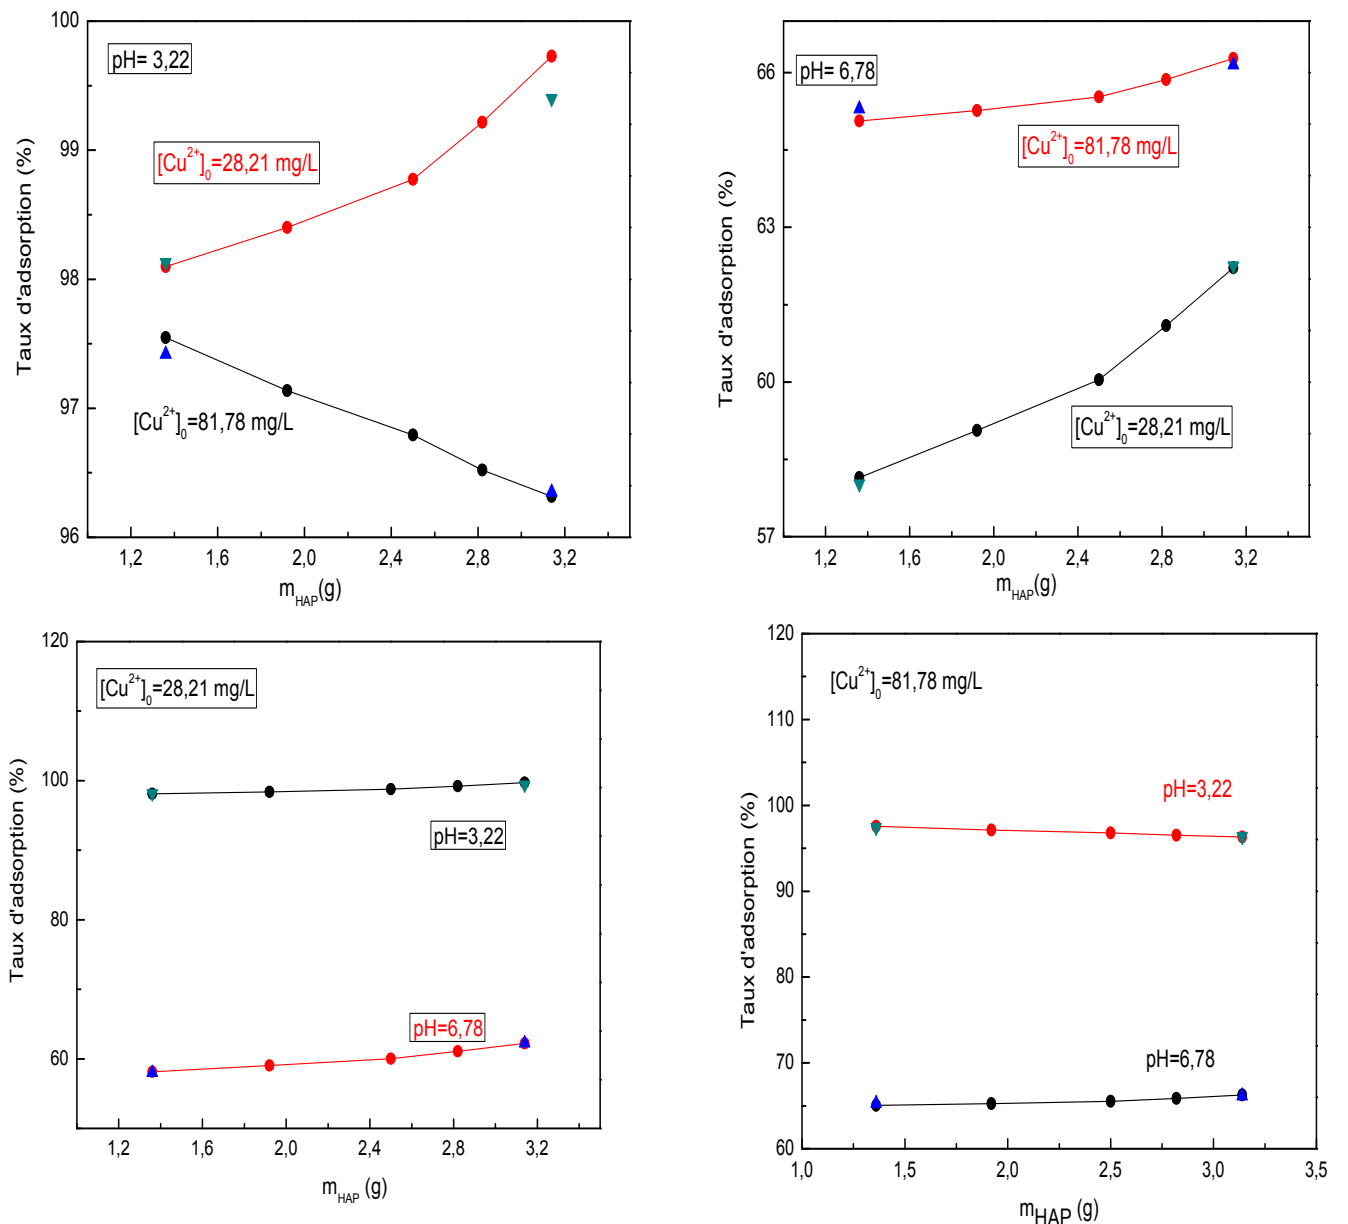 pH= 3,22
[Cu2+]0=28,21 mg/L
[Cu2+]0=81,78 mg/L
Taux d'adsorption (%)
100
99
98
97
96
1,2 1,6 2,0 2,4 2,8 3,2
mHAP(g)
pH= 6,78
[Cu2+]0=81,78 mg/L
[Cu2+]0=28,21 mg/L
Taux d'adsorption (%)
66
63
60
57
1,2 1,6 2,0 2,4 2,8 3,2
mHAP(g)
[Cu2+]0=28,21 mg/L
pH=3,22
pH=6,78
Taux d'adsorption (%)
120
100
80
60
1,2 1,6 2,0 2,4 2,8 3,2
mHAP (g)
[Cu2+]0=81,78 mg/L
pH=3,22
pH=6,78
Taux d'adsorption (%)
120
110
100
90
80
70
60
1,0 1,5 2,0 2,5 3,0 3,5
mHAP (g)